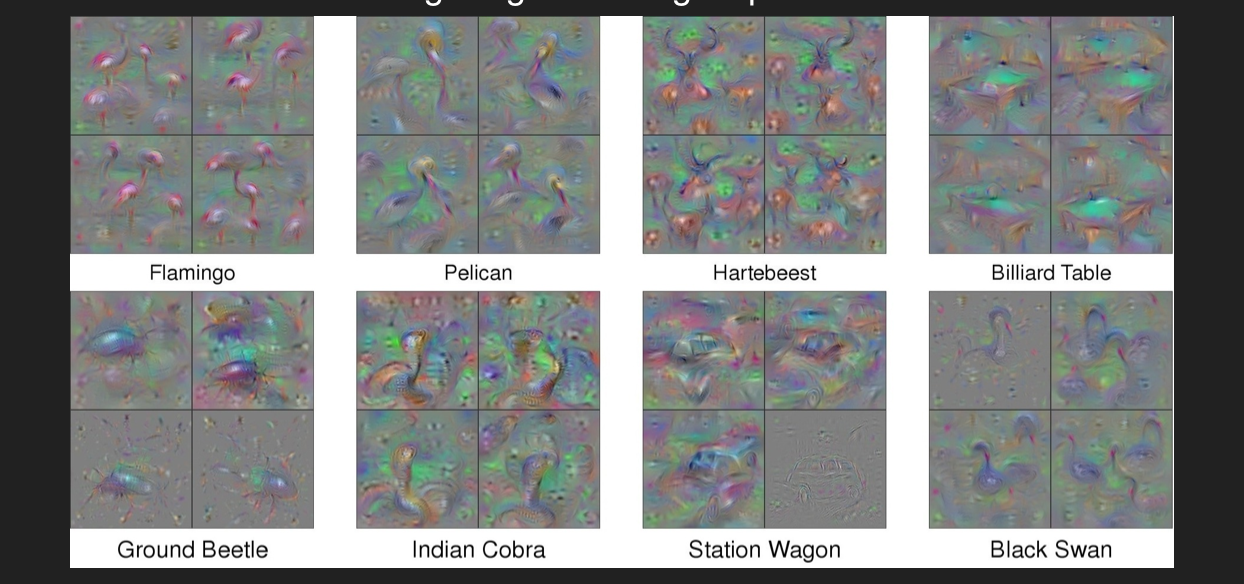 Flamingo
Pelican
Hartebeest
Billiard Table
Ground Beetle
Indian Cobra
Station Wagon
Black Swan